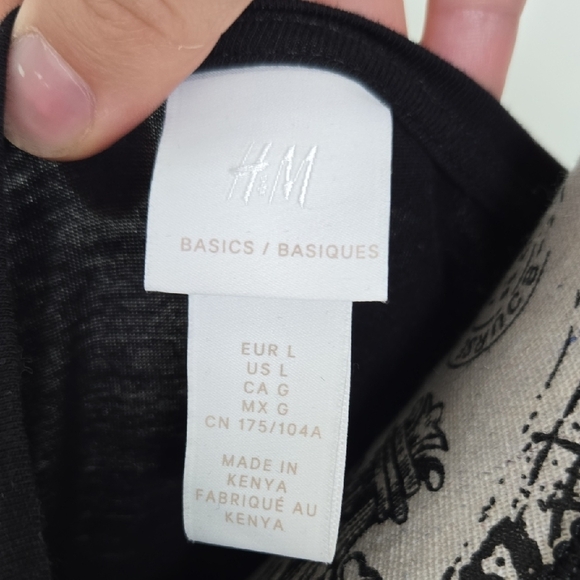 H&M
BASICS / BASIQUES
EUR L
US L
CA G
MX G
CN 175/104A
MADE IN
KENYA
FABRIQUÉ AU
KENYA